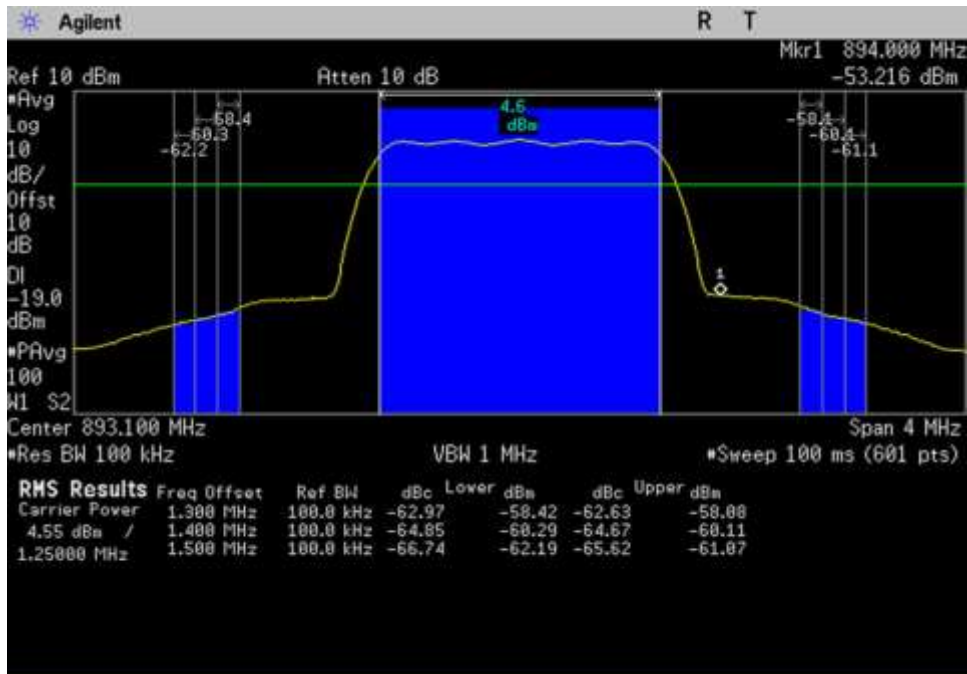 Agilent R T
Mkr1 894.000 MHz
Ref 10 dBm Atten 10 dB -53.216 dBm
#Avg
Log
10
dB/
Offst
10
dB
DI
-19.0
dBm
#PAvg
100
W1 S2
4.6
dBm
-58.4
-60.3
-62.2
-58.1
-60.1
-61.1
1
Center 893.100 MHz Span 4 MHz
#Res BW 100 kHz VBW 1 MHz #Sweep 100 ms (601 pts)
RMS Results Freq Offset Ref BW dBc Lower dBm dBc Upper dBm
Carrier Power 1.300 MHz 100.0 kHz -62.97 -58.42 -62.63 -58.08
4.55 dBm / 1.400 MHz 100.0 kHz -64.85 -60.29 -64.67 -60.11
1.25000 MHz 1.500 MHz 100.0 kHz -66.74 -62.19 -65.62 -61.07